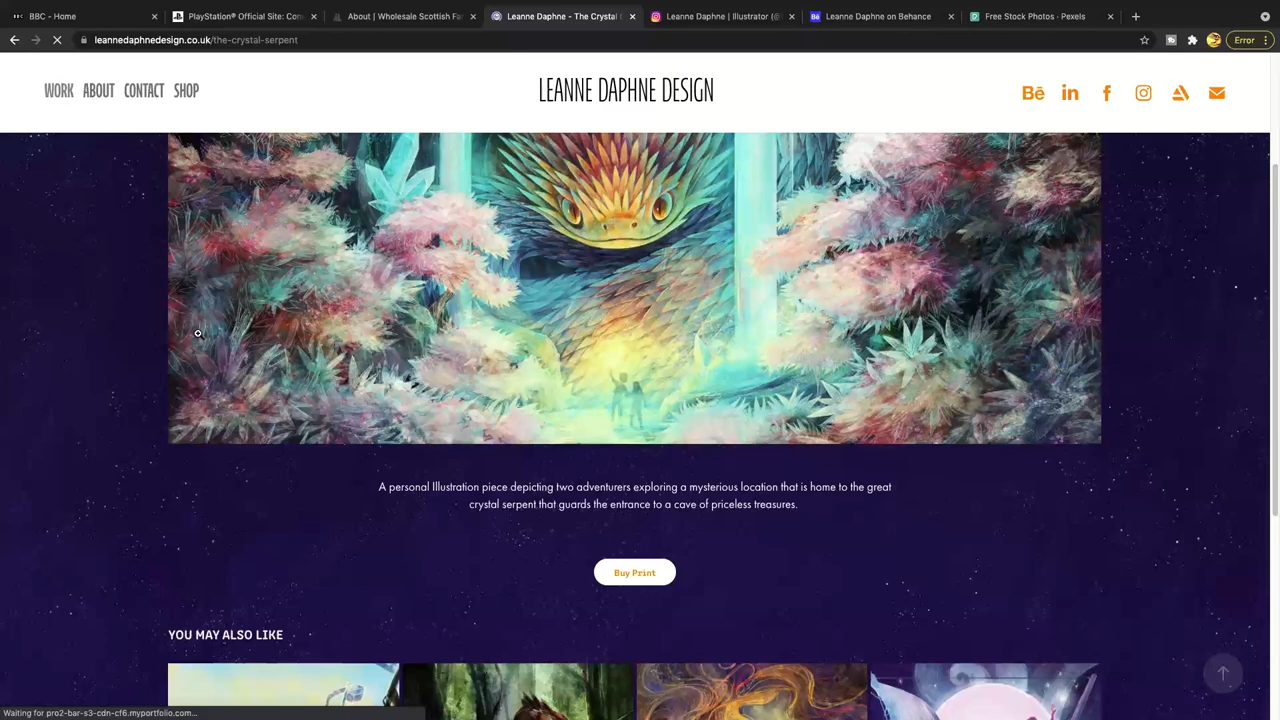 BBC - Home
PlayStation® Official Site: Con
About | Wholesale Scottish Fa
Leanne Daphne - The Crystal
Leanne Daphne | Illustrator (@
Bē Leanne Daphne on Behance
Free Stock Photos · Pexels
leannedaphnedesign.co.uk/the-crystal-serpent
Error
WORK ABOUT CONTACT SHOP
LEANNE DAPHNE DESIGN
Bē in f
A personal Illustration piece depicting two adventurers exploring a mysterious location that is home to the great
crystal serpent that guards the entrance to a cave of priceless treasures.
Buy Print
YOU MAY ALSO LIKE
Waiting for pro2-bar-s3-cdn-cf6.myportfolio.com...